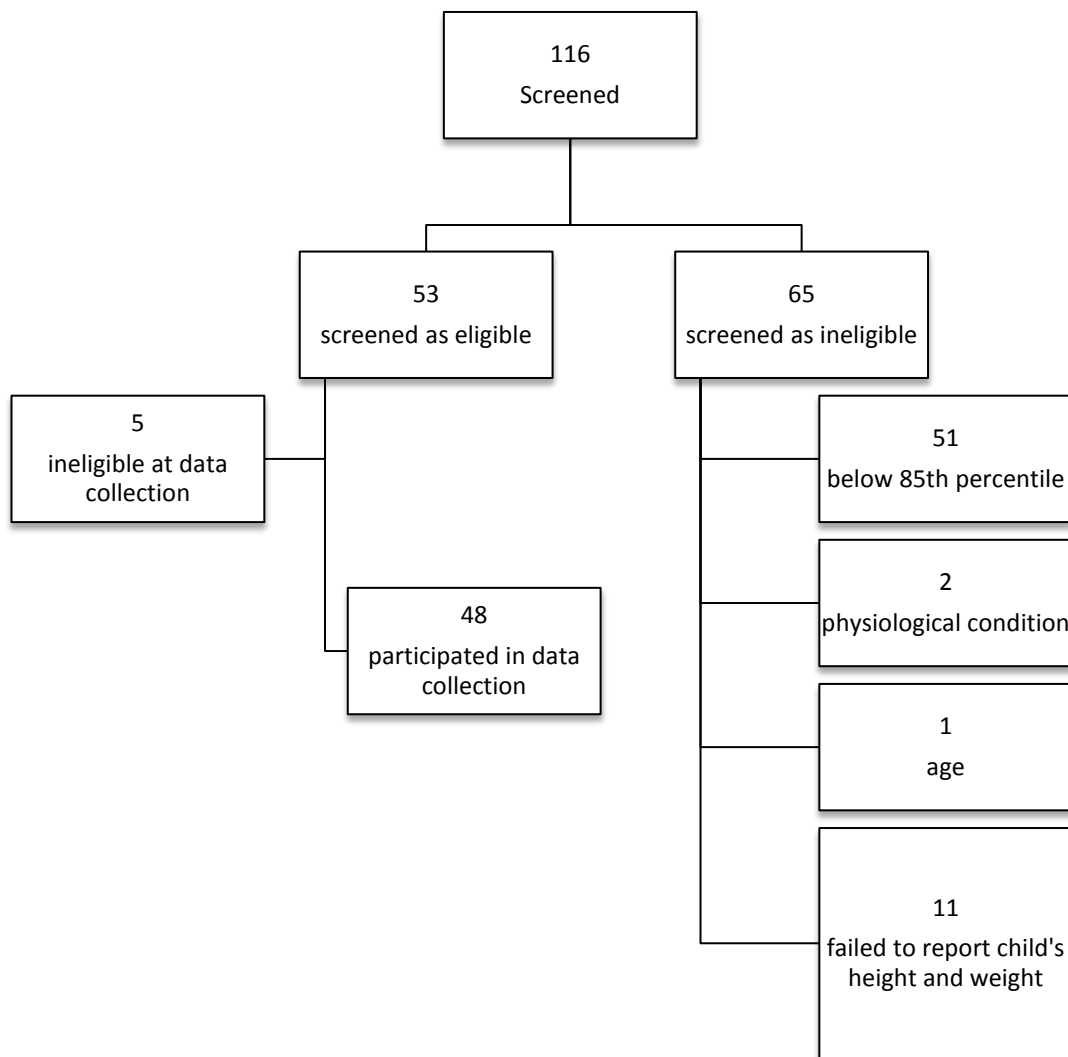 116
Screened
53
screened as eligible
65
screened as ineligible
5
ineligible at data
collection
48
participated in data
collection
51
below 85th percentile
2
physiological condition
1
age
11
failed to report child's
height and weight